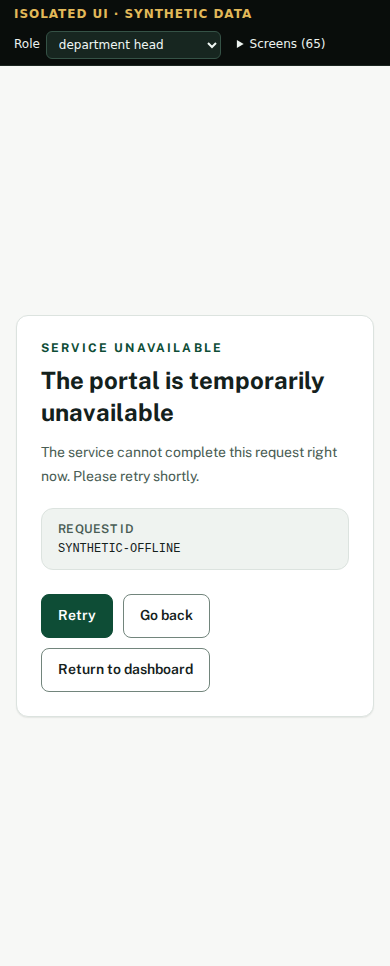 ISOLATED UI · SYNTHETIC DATA
Role department head ▶ Screens (65)
SERVICE UNAVAILABLE
The portal is temporarily
unavailable
The service cannot complete this request right
now. Please retry shortly.
REQUEST ID
SYNTHETIC-OFFLINE
Retry Go back
Return to dashboard